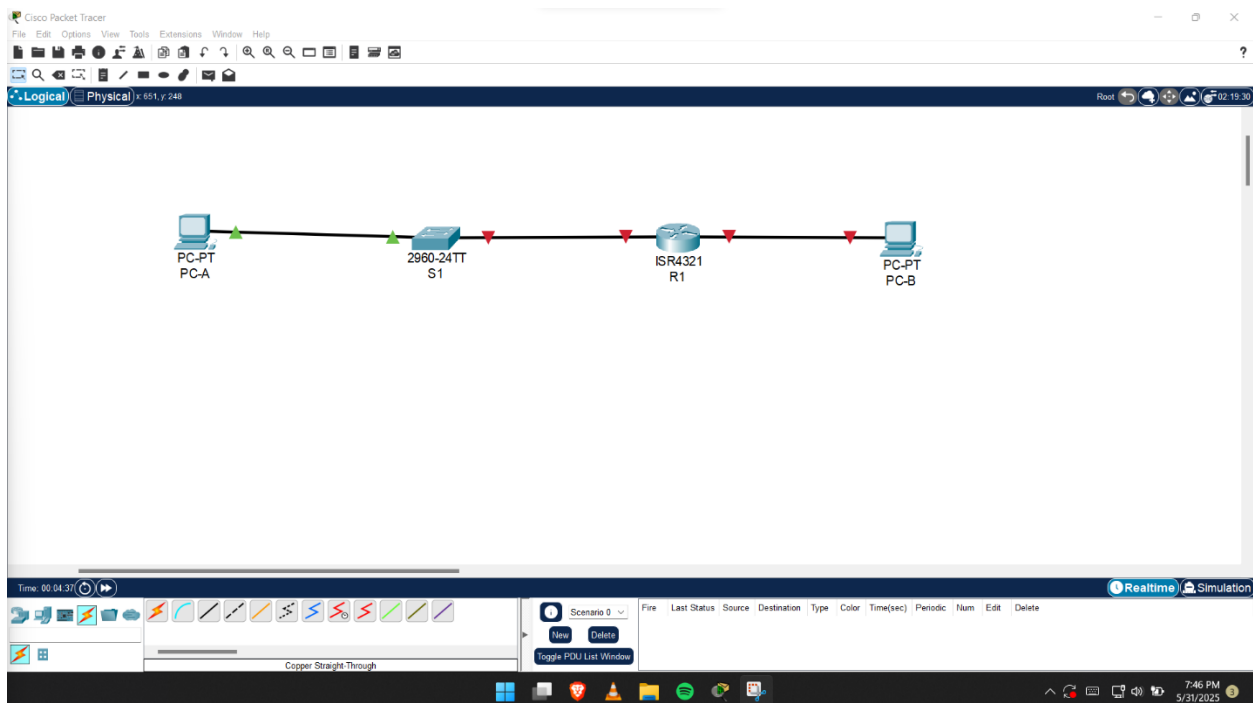 Cisco Packet Tracer
File Edit Options View Tools Extensions Window Help
?
Logical Physical x: 651, y: 248 Root 02:19:30
PC-PT
PC-A
2960-24TT
S1
ISR4321
R1
PC-PT
PC-B
Time: 00:04:37 Realtime Simulation
Scenario 0 Fire Last Status Source Destination Type Color Time(sec) Periodic Num Edit Delete
New Delete
Toggle PDU List Window
Copper Straight-Through
7:46 PM
5/31/2025 3